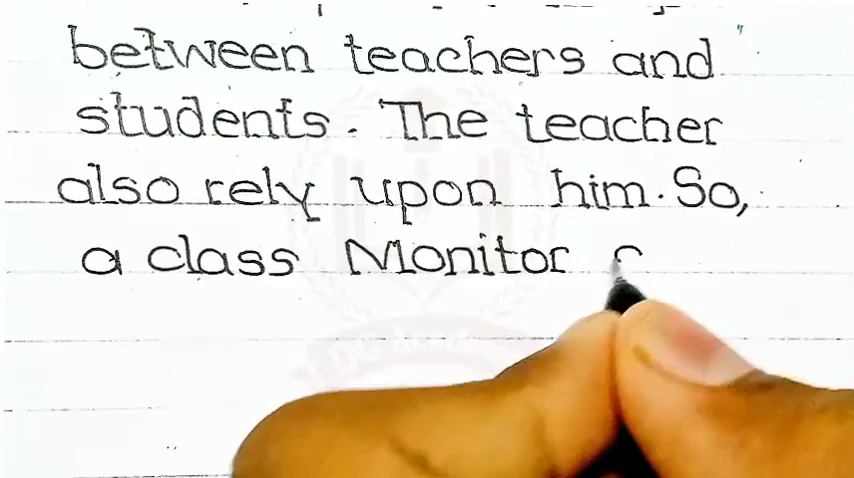 between teachers and
students. The teacher
also rely upon him. So,
a class Monitor